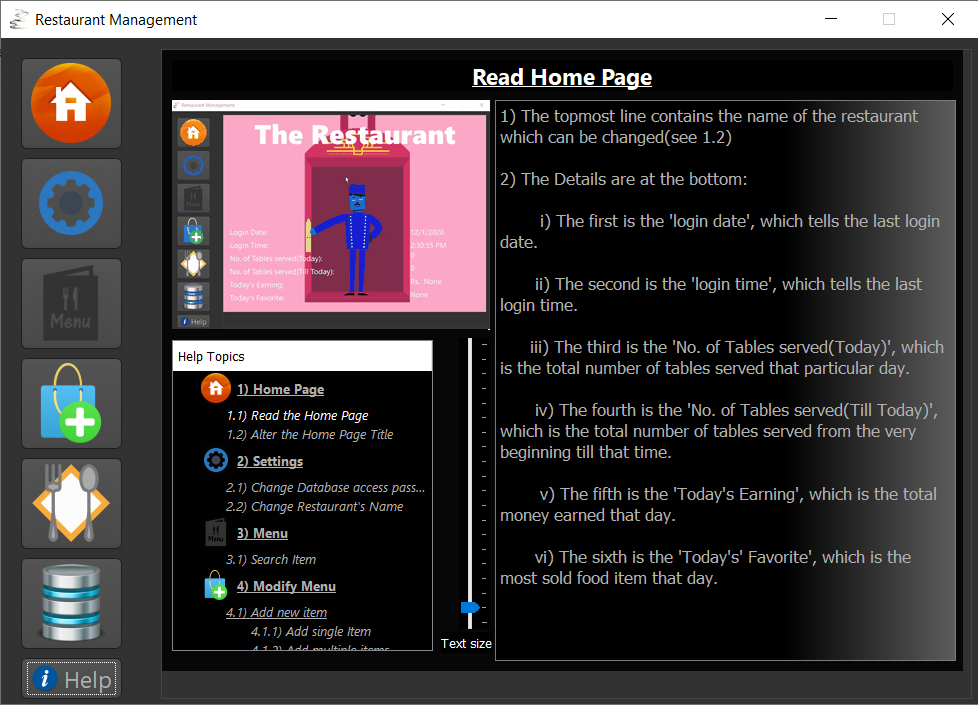 Restaurant Management
Menu
Help
Read Home Page
Restaurant Management
The Restaurant
Login Date: 12/1/2020
Login Time: 2:30:55 PM
No. of Tables served(Today): 0
No. of Tables served(Till Today): 0
Today's Earning: Rs. None
Today's Favorite: None
Help
Help Topics
1) Home Page
1.1) Read the Home Page
1.2) Alter the Home Page Title
2) Settings
2.1) Change Database access pass...
2.2) Change Restaurant's Name
Menu
3) Menu
3.1) Search Item
4) Modify Menu
4.1) Add new item
4.1.1) Add single Item
4.1.2) Add multiple items
Text size
1) The topmost line contains the name of the restaurant
which can be changed(see 1.2)
2) The Details are at the bottom:
i) The first is the 'login date', which tells the last login
date.
ii) The second is the 'login time', which tells the last
login time.
iii) The third is the 'No. of Tables served(Today)', which
is the total number of tables served that particular day.
iv) The fourth is the 'No. of Tables served(Till Today)',
which is the total number of tables served from the very
beginning till that time.
v) The fifth is the 'Today's Earning', which is the total
money earned that day.
vi) The sixth is the 'Today's' Favorite', which is the
most sold food item that day.